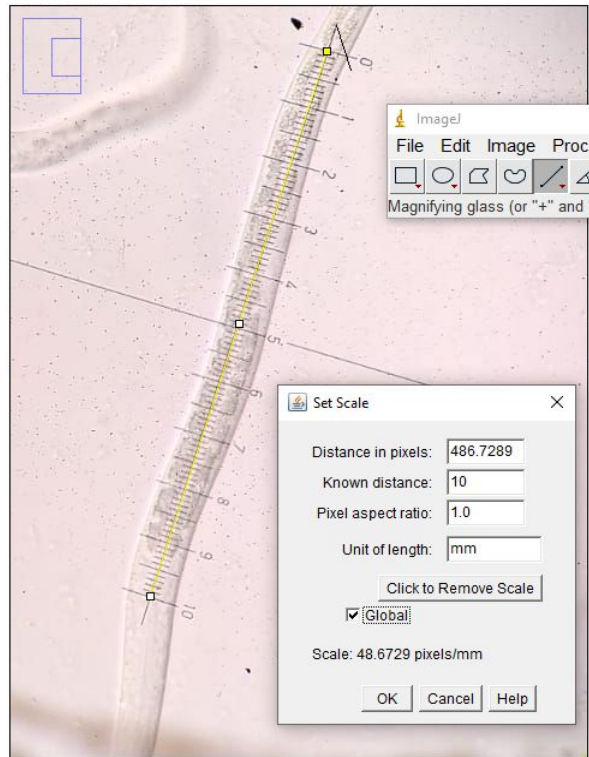 0
1
2
3
4
5
6
7
8
9
10
ImageJ
File Edit Image Proc
Magnifying glass (or "+" and "
Set Scale
Distance in pixels: 486.7289
Known distance: 10
Pixel aspect ratio: 1.0
Unit of length: mm
Click to Remove Scale
Global
Scale: 48.6729 pixels/mm
OK Cancel Help